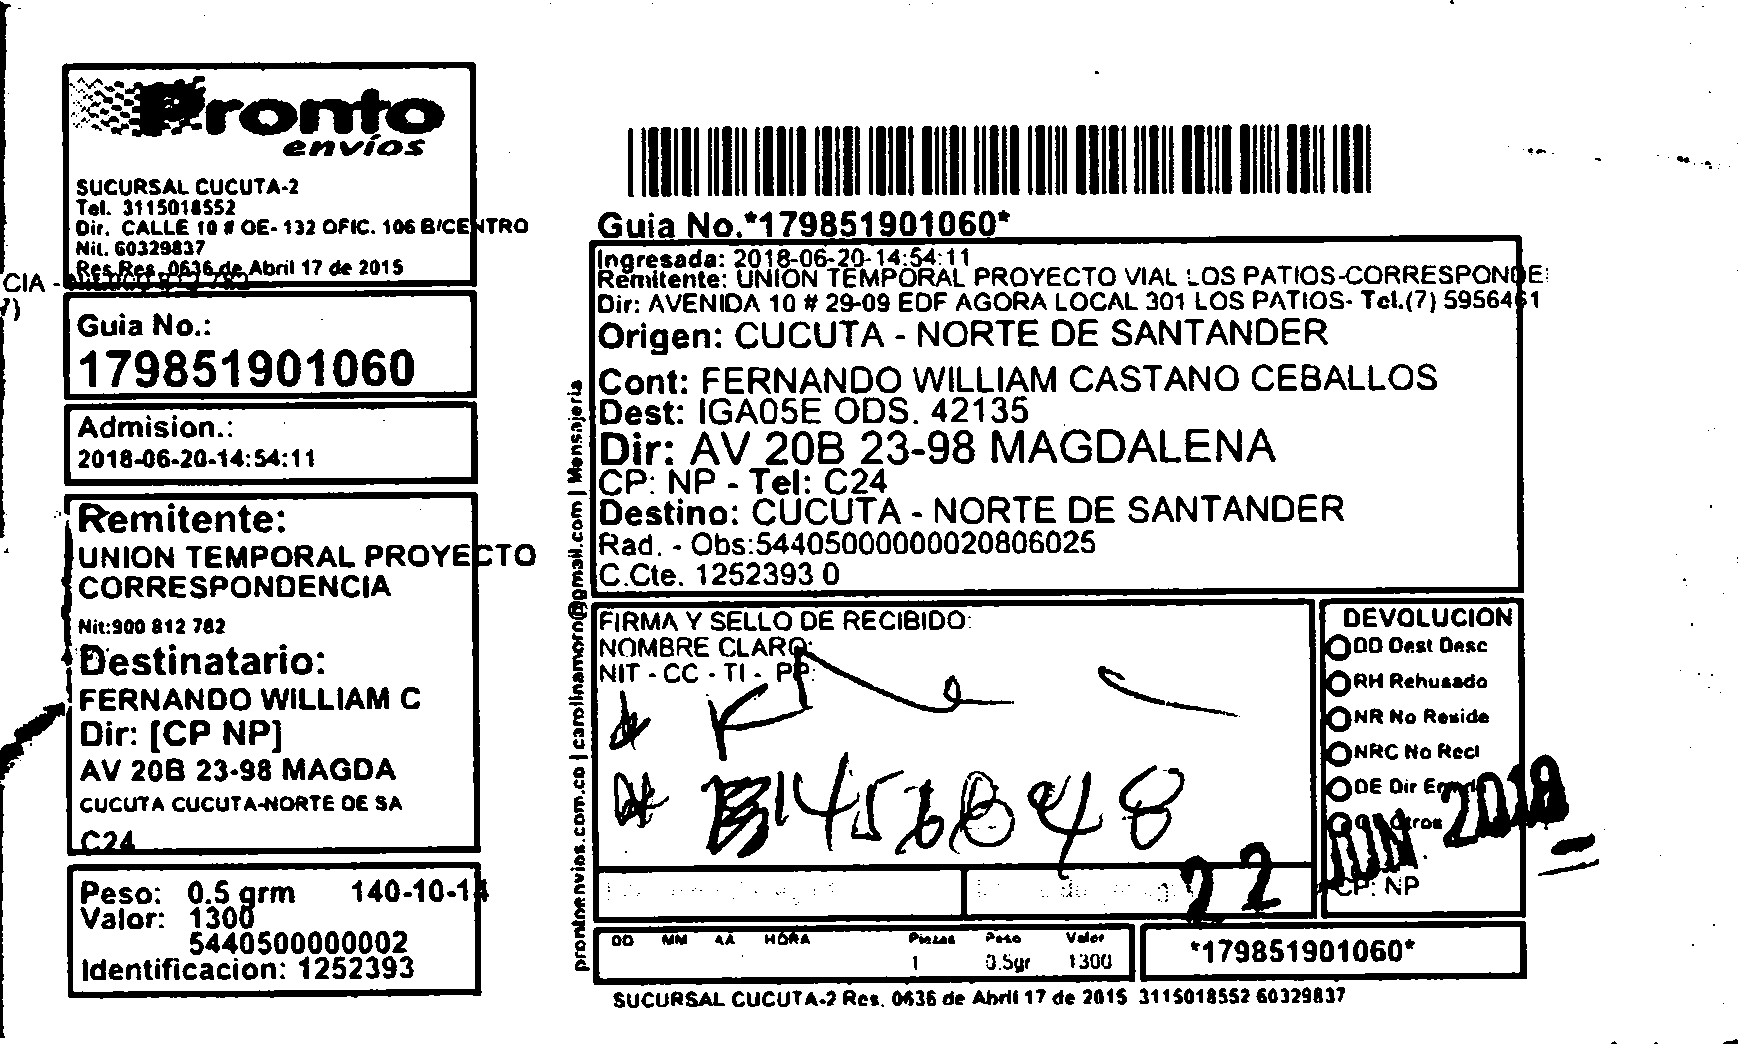 Pronto
envíos
SUCURSAL CUCUTA-2
Tel. 3115018552
Dir. CALLE 10 # OE- 132 OFIC. 106 B/CENTRO
Nit. 60329837
Res.Res. 0636 de Abril 17 de 2015
CIA -
Guia No.:
179851901060
Admision.:
2018-06-20-14:54:11
Remitente:
UNION TEMPORAL PROYECTO
CORRESPONDENCIA
Nit:900 812 782
Destinatario:
FERNANDO WILLIAM C
Dir: [CP NP]
AV 20B 23-98 MAGDA
CUCUTA CUCUTA-NORTE DE SA
C24
Peso: 0.5 grm 140-10-14
Valor: 1300
5440500000002
Identificacion: 1252393
prontoenvios.com.co | carolinamoro@gmail.com | Mensajeria
Guia No.*179851901060*
Ingresada: 2018-06-20-14:54:11
Remitente: UNION TEMPORAL PROYECTO VIAL LOS PATIOS-CORRESPONDE
Dir: AVENIDA 10 # 29-09 EDF AGORA LOCAL 301 LOS PATIOS- Tel.(7) 5956461
Origen: CUCUTA - NORTE DE SANTANDER
Cont: FERNANDO WILLIAM CASTANO CEBALLOS
Dest: IGA05E ODS. 42135
Dir: AV 20B 23-98 MAGDALENA
CP: NP - Tel: C24
Destino: CUCUTA - NORTE DE SANTANDER
Rad. - Obs:54405000000020806025
C.Cte. 1252393 0
FIRMA Y SELLO DE RECIBIDO:
NOMBRE CLARO:
NIT - CC - TI - PP:
DEVOLUCION
DD Dest Desc
RH Rehusado
NR No Reside
NRC No Recl
DE Dir
Otros
CP: NP
22 JUN 2018
DD MM AA HORA Piezas Peso Valor
1 0.5gr 1300
*179851901060*
SUCURSAL CUCUTA-2 Res. 0636 de Abril 17 de 2015 3115018552 60329837